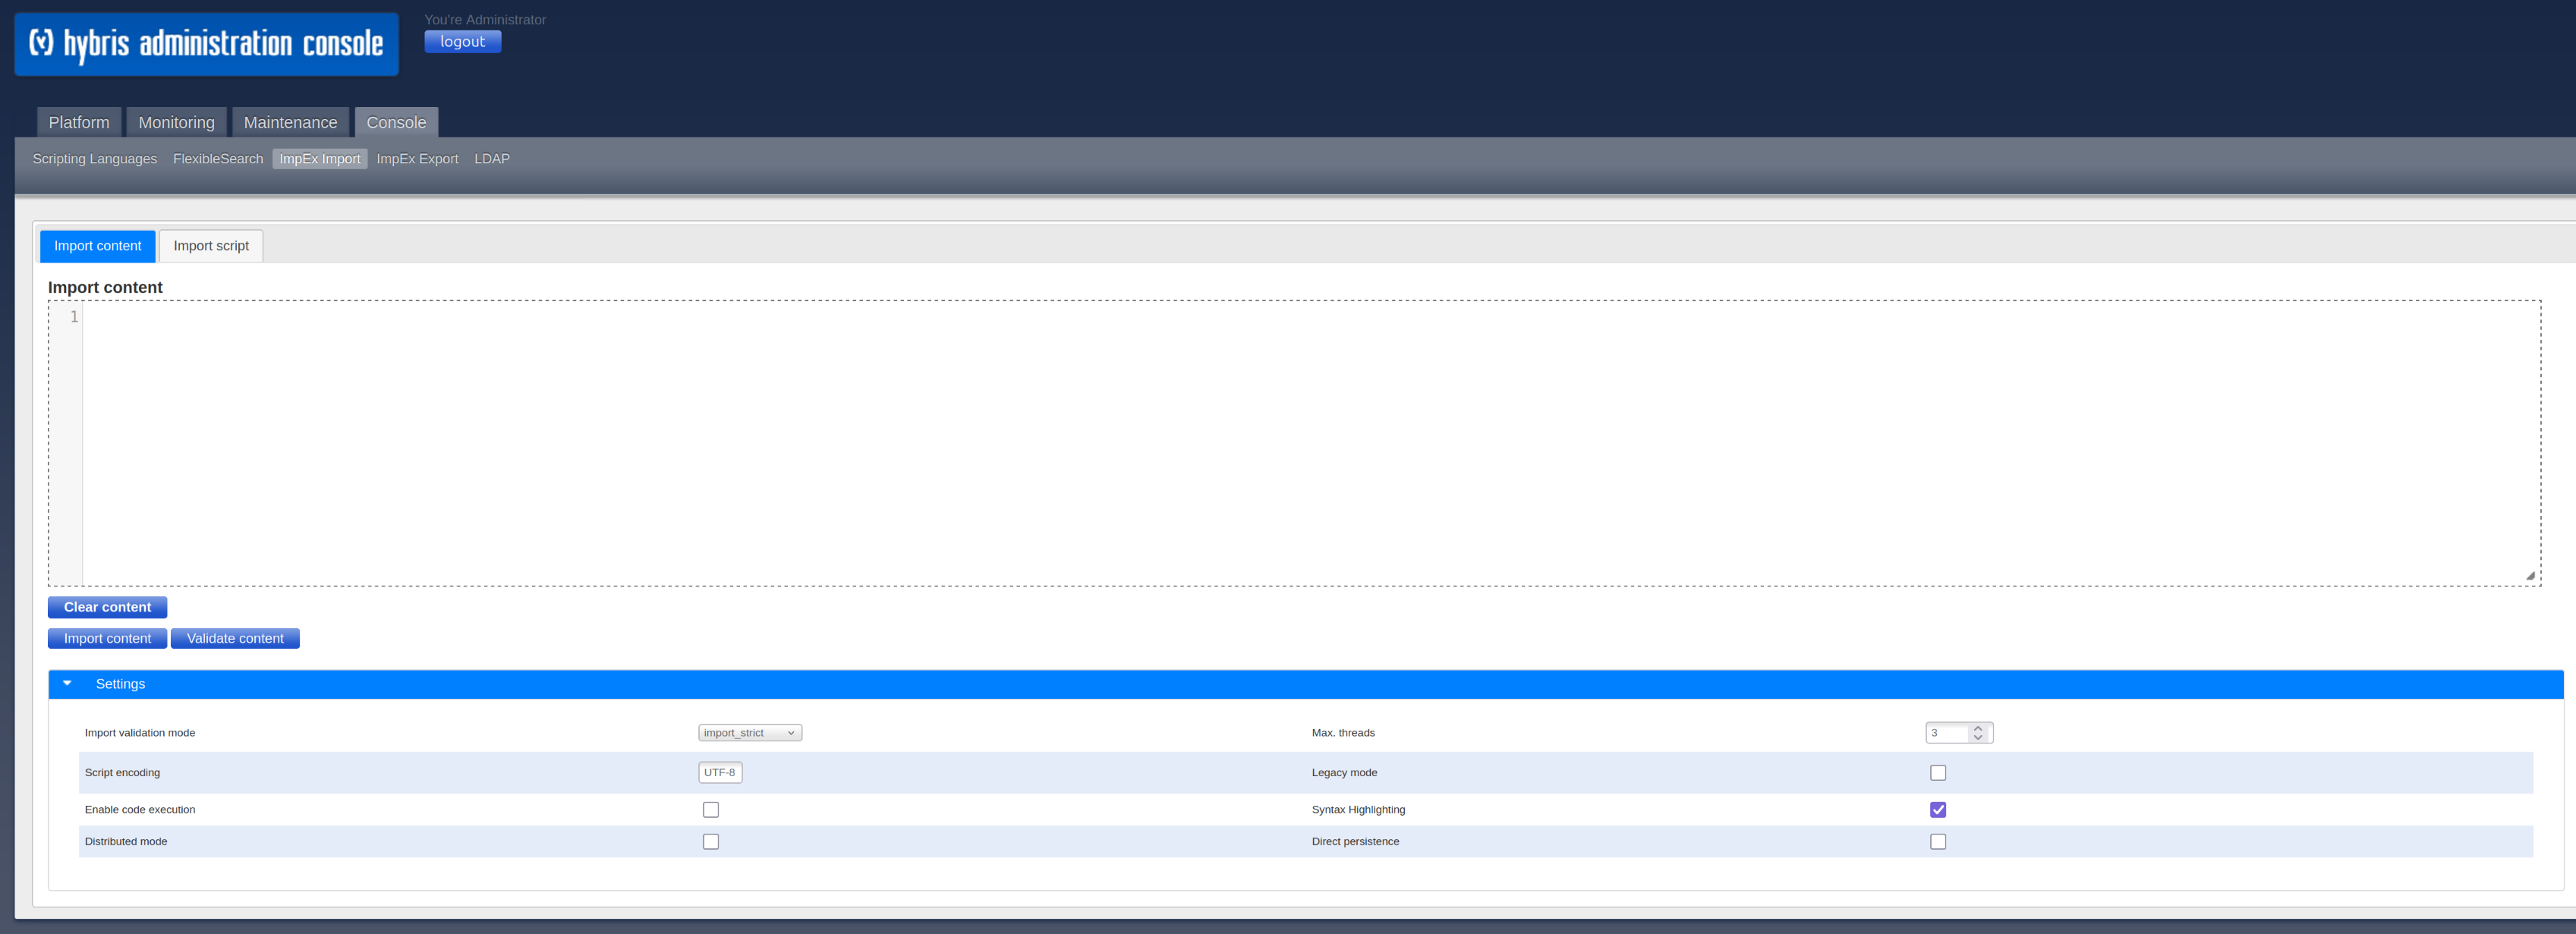 You're Administrator
(y) hybris administration console
logout
Platform Monitoring Maintenance Console
Scripting Languages FlexibleSearch ImpEx Import ImpEx Export LDAP
Import content Import script
Import content
1
Clear content
Import content Validate content
Settings
Import validation mode import_strict Max. threads 3
Script encoding UTF-8 Legacy mode
Enable code execution Syntax Highlighting
Distributed mode Direct persistence